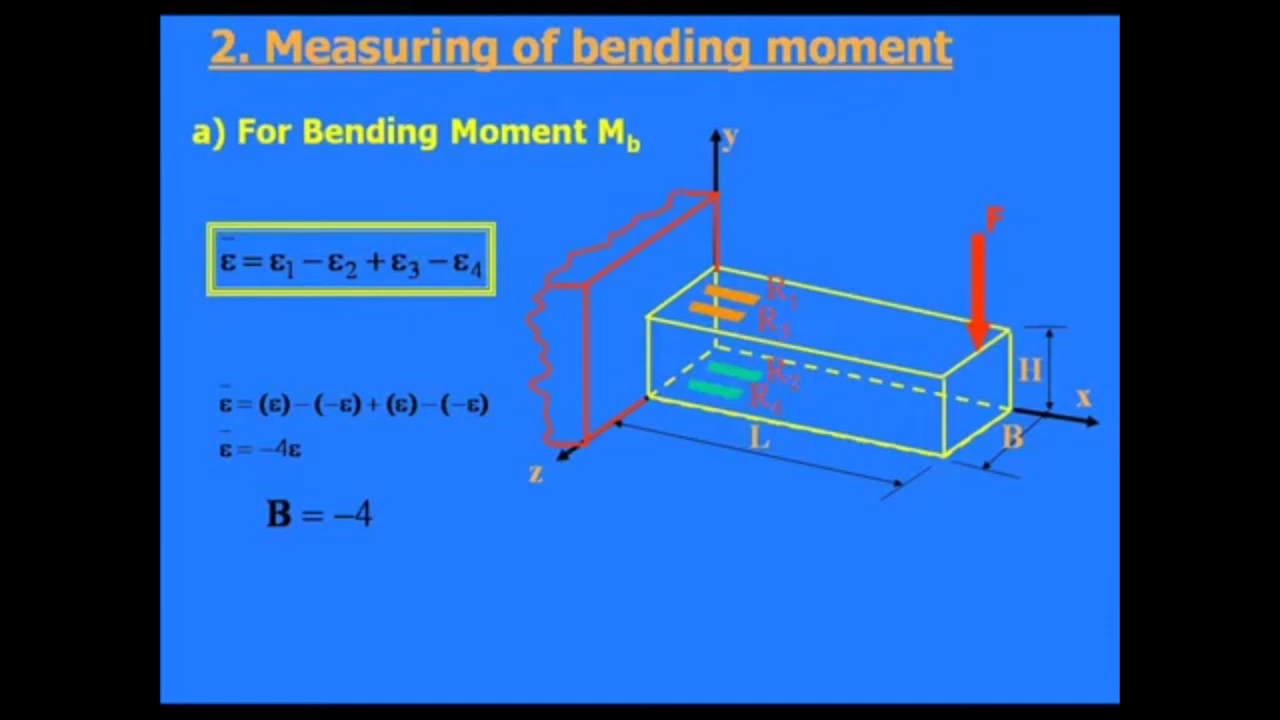 2. Measuring of bending moment
a) For Bending Moment M_b
y
F
ε̄ = ε₁ − ε₂ + ε₃ − ε₄
R₁
R₃
R₂
R₄
H
x
B
L
z
ε̄ = (ε) − (−ε) + (ε) − (−ε)
ε̄ = −4ε
B = −4